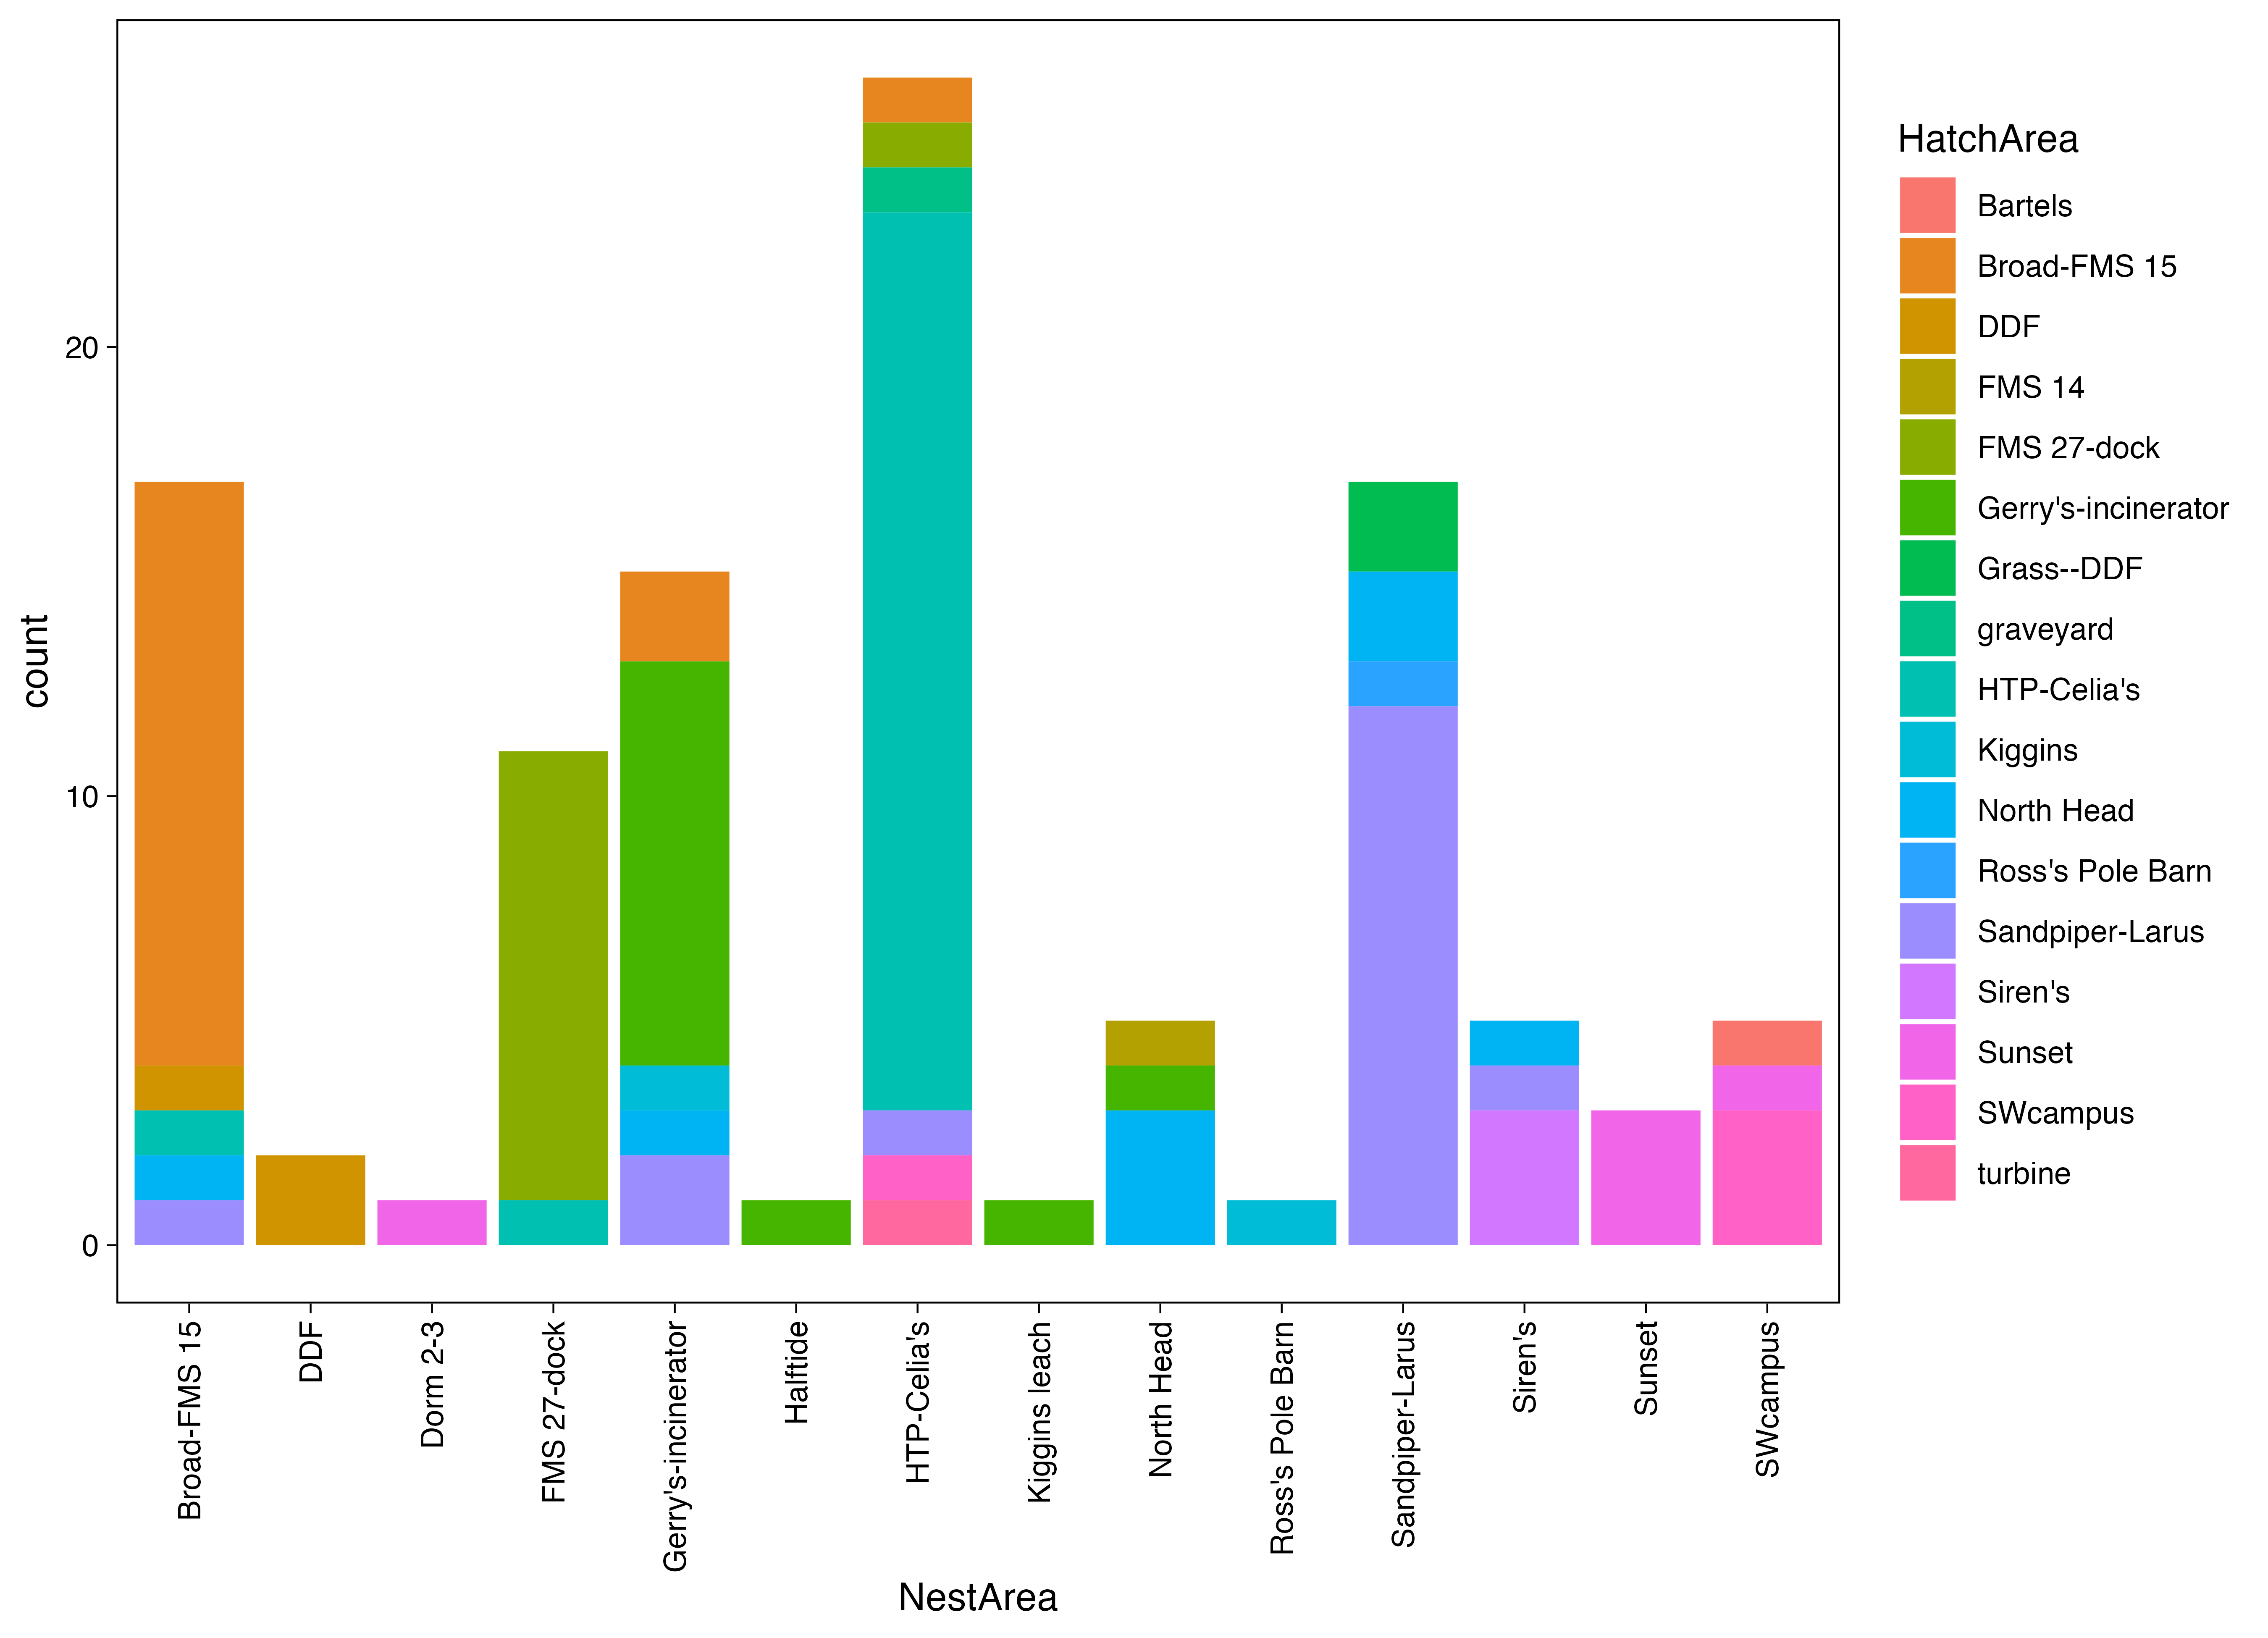 count
20
10
0
Broad-FMS 15
DDF
Dorm 2-3
FMS 27-dock
Gerry's-incinerator
Halftide
HTP-Celia's
Kiggins leach
North Head
Ross's Pole Barn
Sandpiper-Larus
Siren's
Sunset
SWcampus
NestArea
HatchArea
Bartels
Broad-FMS 15
DDF
FMS 14
FMS 27-dock
Gerry's-incinerator
Grass--DDF
graveyard
HTP-Celia's
Kiggins
North Head
Ross's Pole Barn
Sandpiper-Larus
Siren's
Sunset
SWcampus
turbine